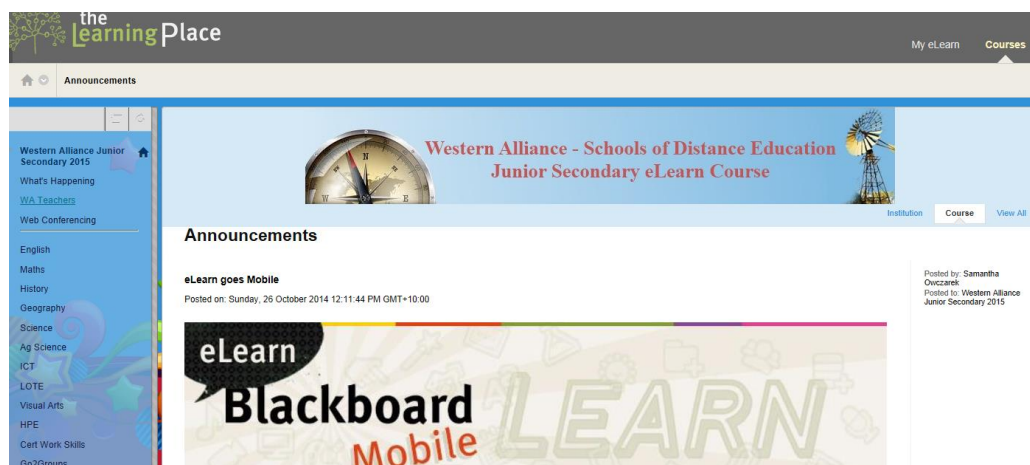 the
Learning Place
My eLearn
Courses
Announcements
Western Alliance Junior
Secondary 2015
What's Happening
WA Teachers
Web Conferencing
English
Maths
History
Geography
Science
Ag Science
ICT
LOTE
Visual Arts
HPE
Cert Work Skills
Go2Groups
N
W
E
Western Alliance - Schools of Distance Education
Junior Secondary eLearn Course
Institution
Course
View All
Announcements
eLearn goes Mobile
Posted on: Sunday, 26 October 2014 12:11:44 PM GMT+10:00
Posted by: Samantha
Owczarek
Posted to: Western Alliance
Junior Secondary 2015
eLearn
Blackboard
Mobile
LEARN